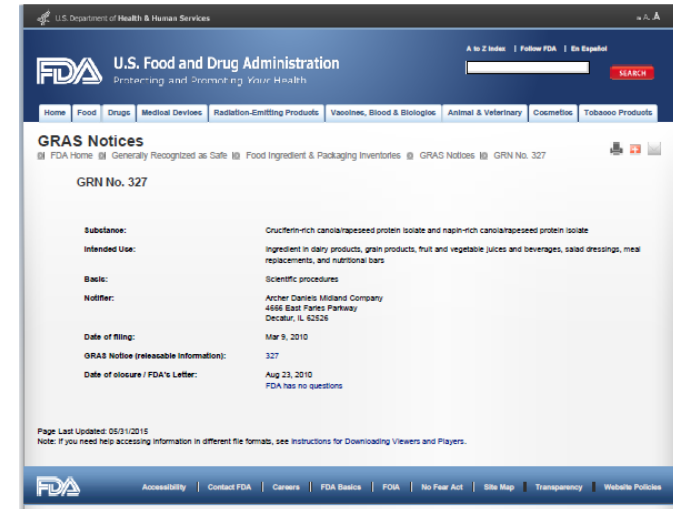 U.S. Department of Health & Human Services
a A A
A to Z Index | Follow FDA | En Español
FDA
U.S. Food and Drug Administration
Protecting and Promoting Your Health
SEARCH
Home Food Drugs Medical Devices Radiation-Emitting Products Vaccines, Blood & Biologics Animal & Veterinary Cosmetics Tobacco Products
GRAS Notices
FDA Home Generally Recognized as Safe Food Ingredient & Packaging Inventories GRAS Notices GRN No. 327
GRN No. 327
Substance: Cruciferin-rich canola/rapeseed protein isolate and napin-rich canola/rapeseed protein isolate
Intended Use: Ingredient in dairy products, grain products, fruit and vegetable juices and beverages, salad dressings, meal
replacements, and nutritional bars
Basis: Scientific procedures
Notifier: Archer Daniels Midland Company
4666 East Faries Parkway
Decatur, IL 62526
Date of filing: Mar 9, 2010
GRAS Notice (releasable information): 327
Date of closure / FDA's Letter: Aug 23, 2010
FDA has no questions
Page Last Updated: 05/31/2015
Note: If you need help accessing information in different file formats, see Instructions for Downloading Viewers and Players.
FDA
Accessibility | Contact FDA | Careers | FDA Basics | FOIA | No Fear Act | Site Map | Transparency | Website Policies